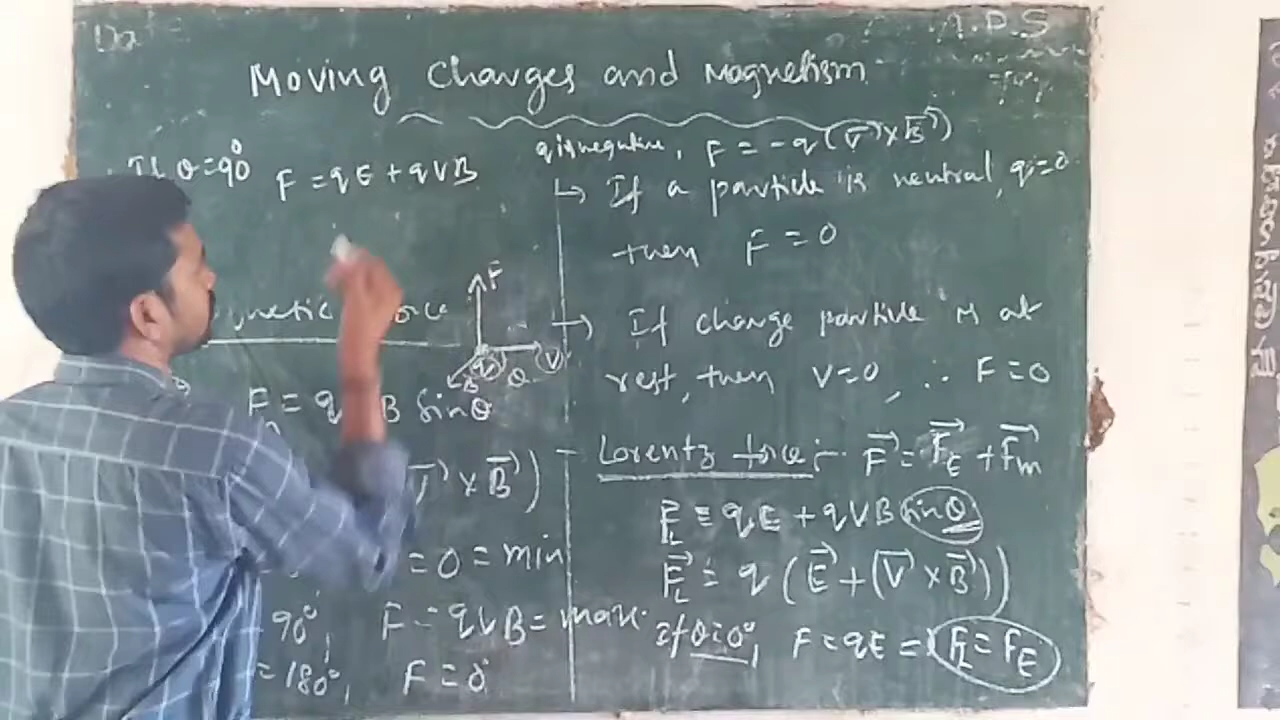 A.P.S
Moving Charges and Magnetism
If θ=90° F = qE + qVB
F
V
θ
q
B
F = q B Sinθ
V⃗ × B⃗)
= 0 = min
90°, F = qVB = max.
= 180°, F = 0
q is negative, F = -q(V⃗ × B⃗)
↳ If a particle is neutral, q=0
then F = 0
→ If charge particle is at
rest, then V=0, ∴ F=0
Lorentz force :- F⃗ = F⃗E + F⃗m
F⃗L = qE + qVB sinθ
F⃗L = q (E⃗ + (V⃗ × B⃗))
If θ=0°, F = qE = FL = FE